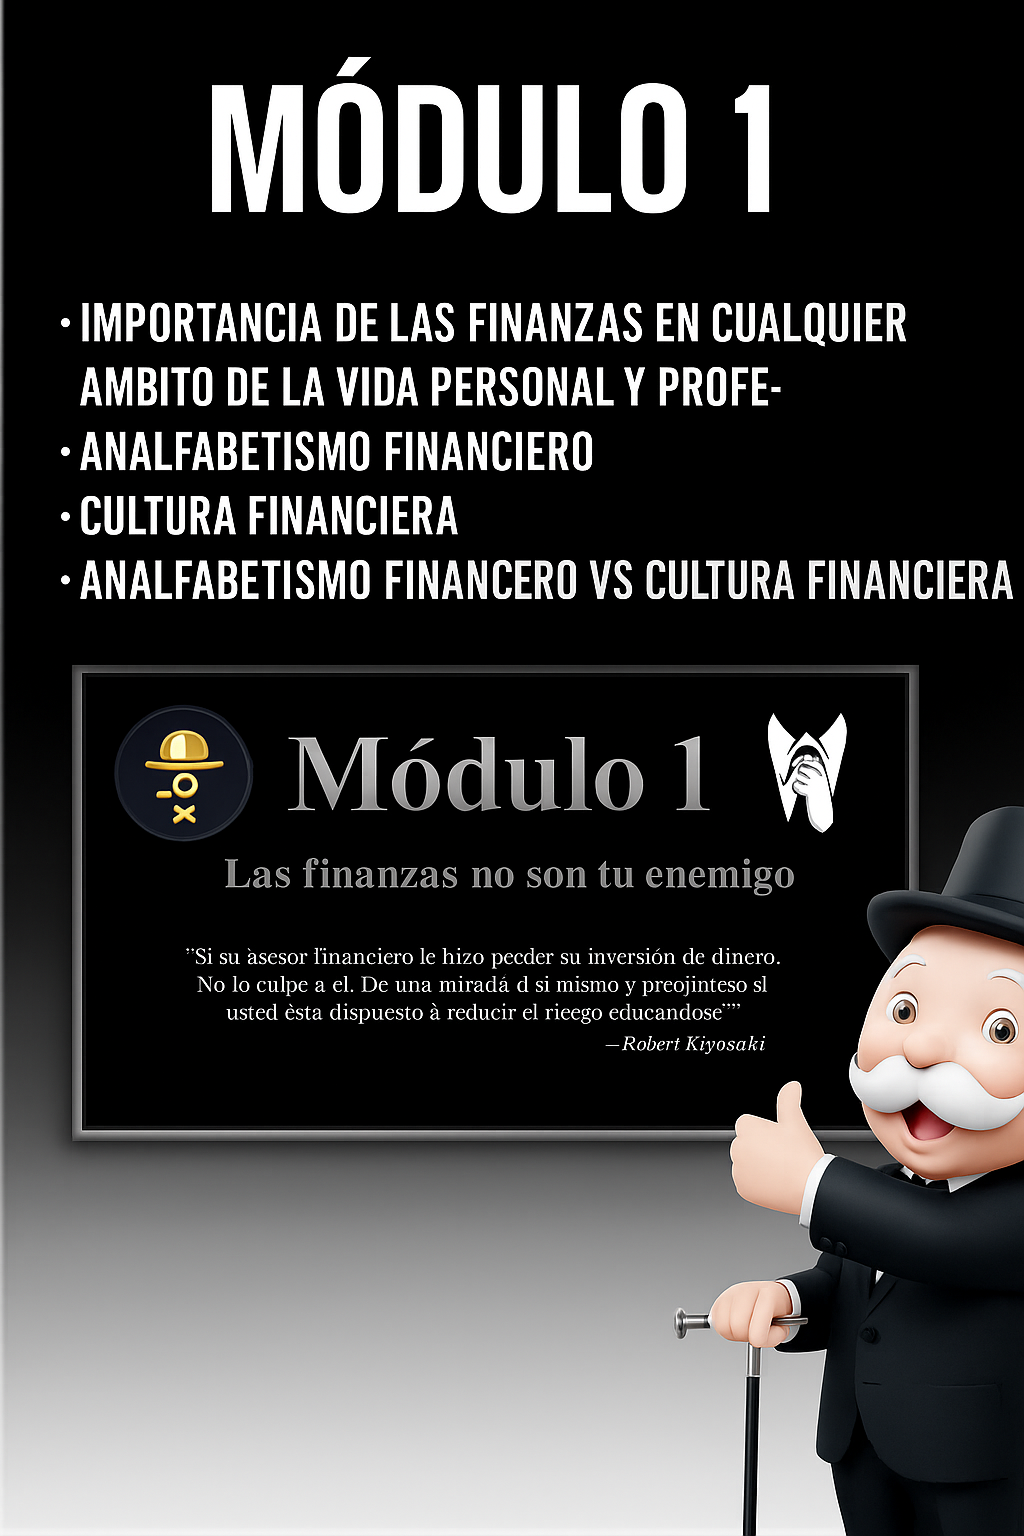 MÓDULO 1
• IMPORTANCIA DE LAS FINANZAS EN CUALQUIER
AMBITO DE LA VIDA PERSONAL Y PROFE-
• ANALFABETISMO FINANCIERO
• CULTURA FINANCIERA
• ANALFABETISMO FINANCERO VS CULTURA FINANCIERA
Módulo 1
Las finanzas no son tu enemigo
"Si su àsesor financiero le hizo pecder su inversión de dinero.
No lo culpe a el. De una miradá d si mismo y preojinteso sl
usted èsta dispuesto à reducir el rieego educandose""
—Robert Kiyosaki